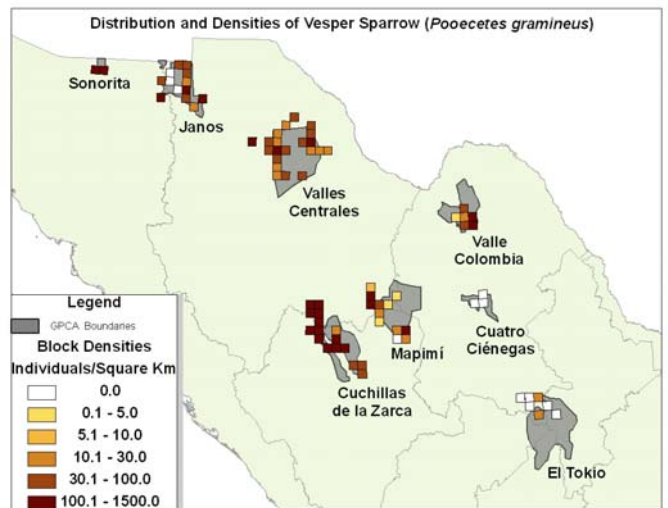 Distribution and Densities of Vesper Sparrow (Pooecetes gramineus)
Sonorita
Janos
Valles
Centrales
Valle
Colombia
Cuatro
Ciénegas
Mapimí
Cuchillas
de la Zarca
El Tokio
Legend
GPCA Boundaries
Block Densities
Individuals/Square Km
0.0
0.1 - 5.0
5.1 - 10.0
10.1 - 30.0
30.1 - 100.0
100.1 - 1500.0